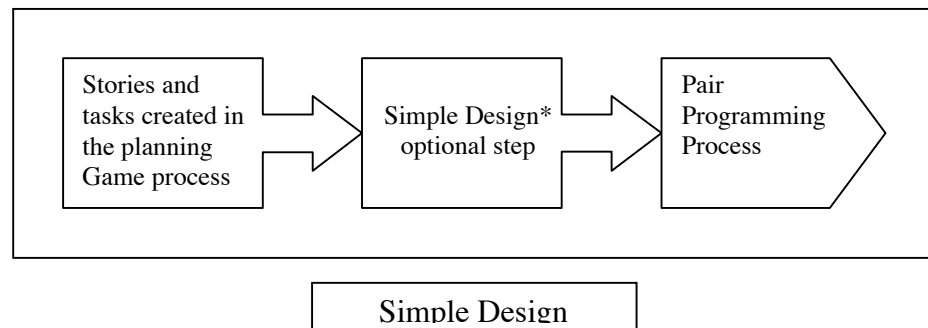 Stories and
tasks created in
the planning
Game process
Simple Design*
optional step
Pair
Programming
Process
Simple Design